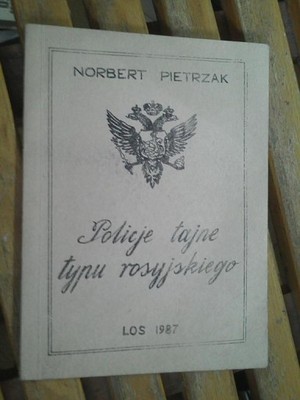 NORBERT PIETRZAK
Policje tajne
typu rosyjskiego
LOS 1987